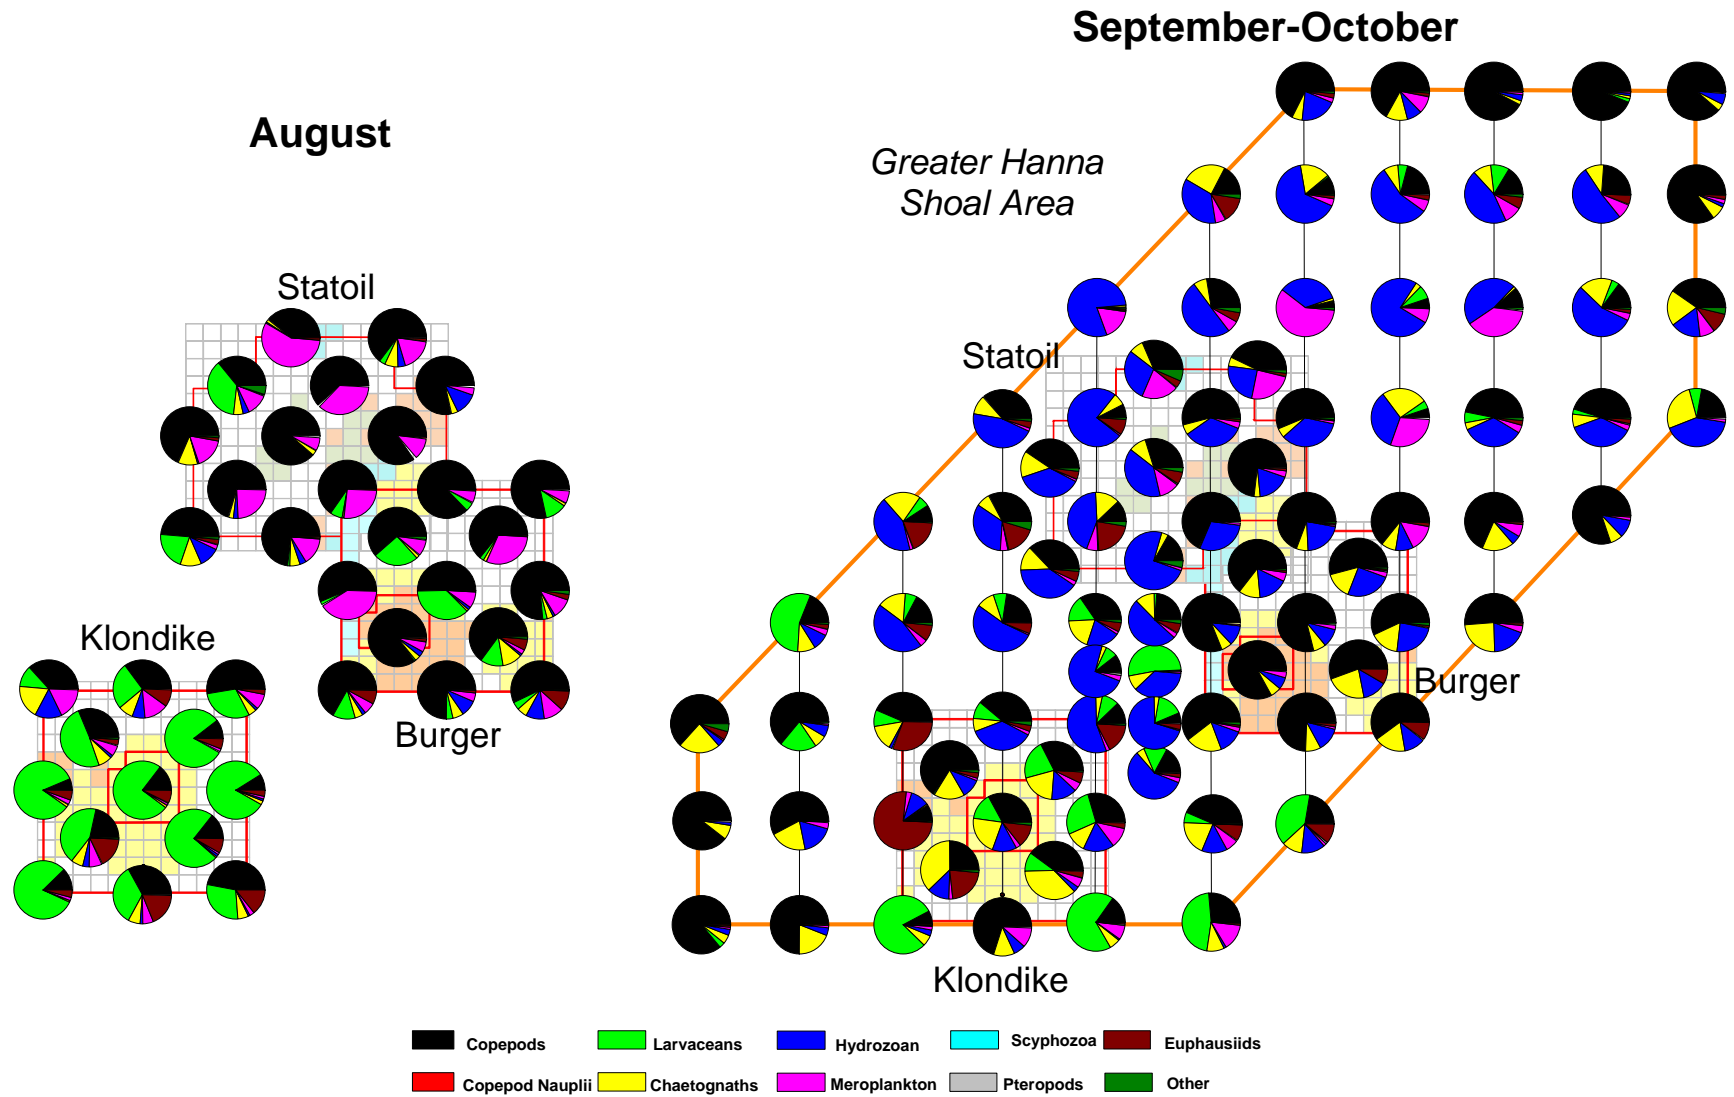 September-October
August
Greater Hanna
Shoal Area
Statoil
Statoil
Klondike
Burger
Burger
Klondike
Copepods
Larvaceans
Hydrozoan
Scyphozoa
Euphausiids
Copepod Nauplii
Chaetognaths
Meroplankton
Pteropods
Other